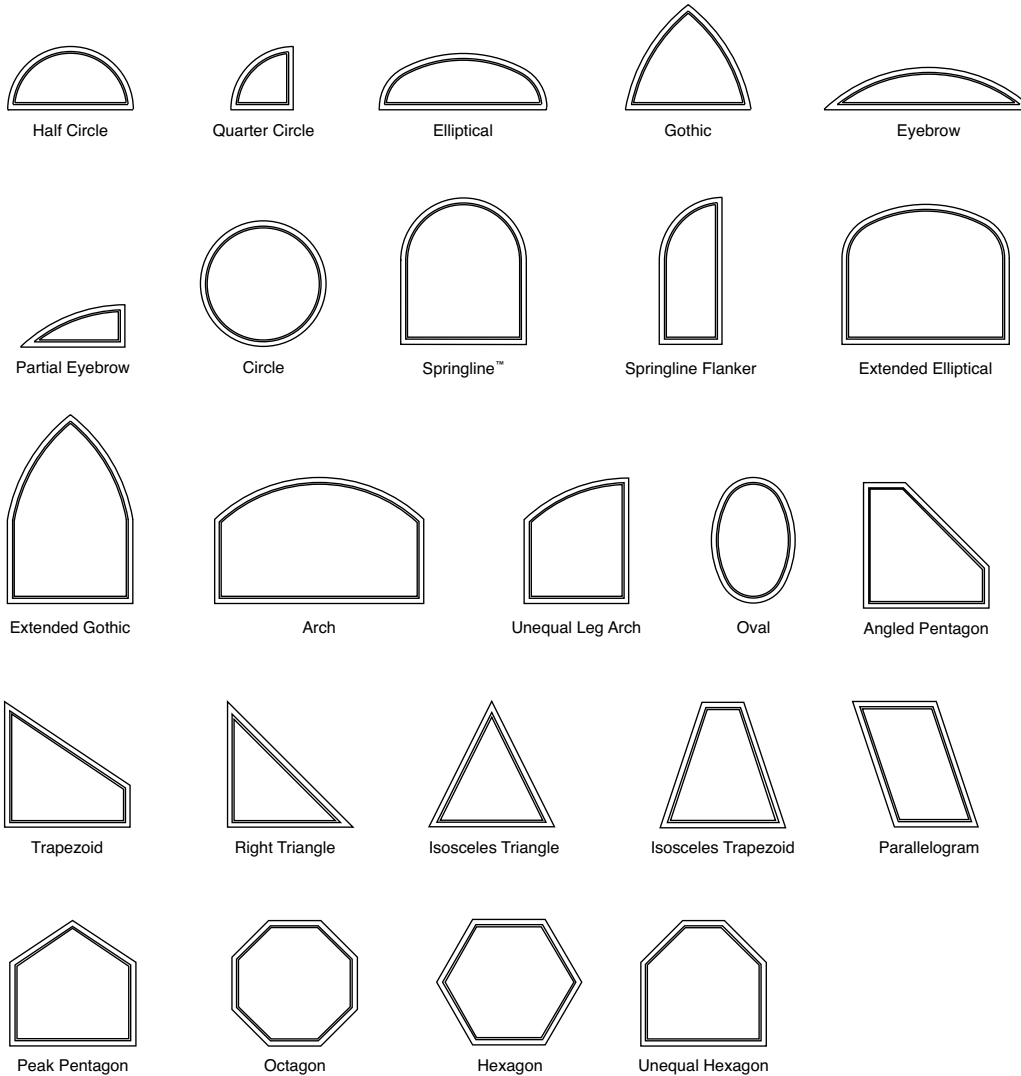 Half Circle
Quarter Circle
Elliptical
Gothic
Eyebrow
Partial Eyebrow
Circle
Springline™
Springline Flanker
Extended Elliptical
Extended Gothic
Arch
Unequal Leg Arch
Oval
Angled Pentagon
Trapezoid
Right Triangle
Isosceles Triangle
Isosceles Trapezoid
Parallelogram
Peak Pentagon
Octagon
Hexagon
Unequal Hexagon